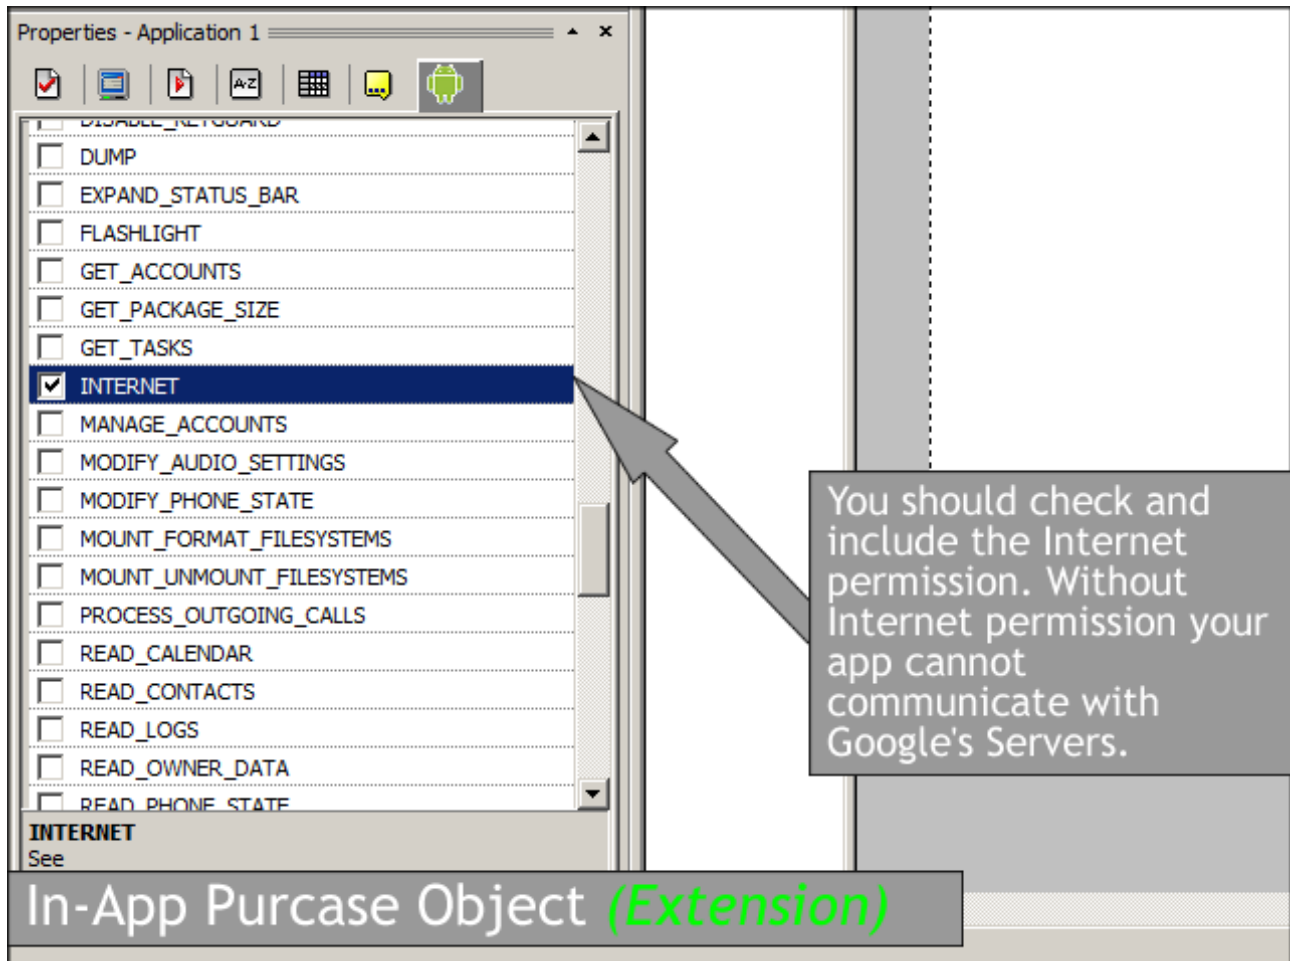 Properties - Application 1
A-Z
DISABLE_KEYGUARD
DUMP
EXPAND_STATUS_BAR
FLASHLIGHT
GET_ACCOUNTS
GET_PACKAGE_SIZE
GET_TASKS
INTERNET
MANAGE_ACCOUNTS
MODIFY_AUDIO_SETTINGS
MODIFY_PHONE_STATE
MOUNT_FORMAT_FILESYSTEMS
MOUNT_UNMOUNT_FILESYSTEMS
PROCESS_OUTGOING_CALLS
READ_CALENDAR
READ_CONTACTS
READ_LOGS
READ_OWNER_DATA
READ_PHONE_STATE
INTERNET
See
You should check and
include the Internet
permission. Without
Internet permission your
app cannot
communicate with
Google's Servers.
In-App Purcase Object (Extension)